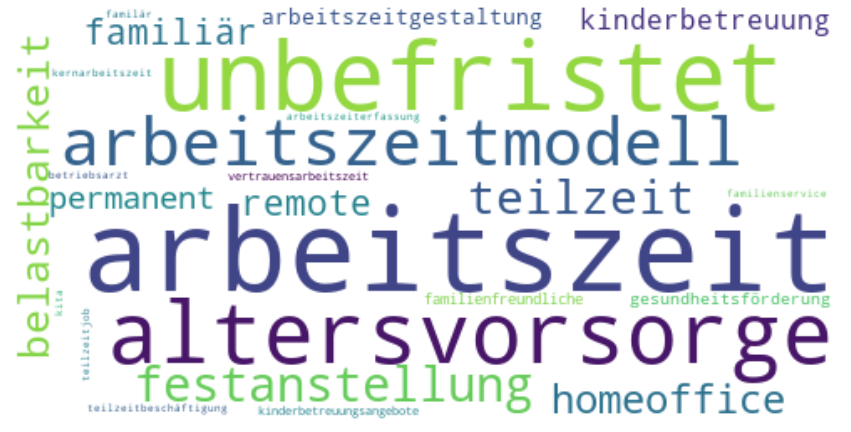 familär
familiär
arbeitszeitgestaltung
kinderbetreuung
kernarbeitszeit
unbefristet
belastbarkeit
arbeitszeiterfassung
arbeitszeitmodell
betriebsarzt
vertrauensarbeitszeit
permanent
remote
teilzeit
familienservice
arbeitszeit
kita
familienfreundliche
gesundheitsförderung
teilzeitjob
altersvorsorge
festanstellung
homeoffice
teilzeitbeschäftigung
kinderbetreuungsangebote